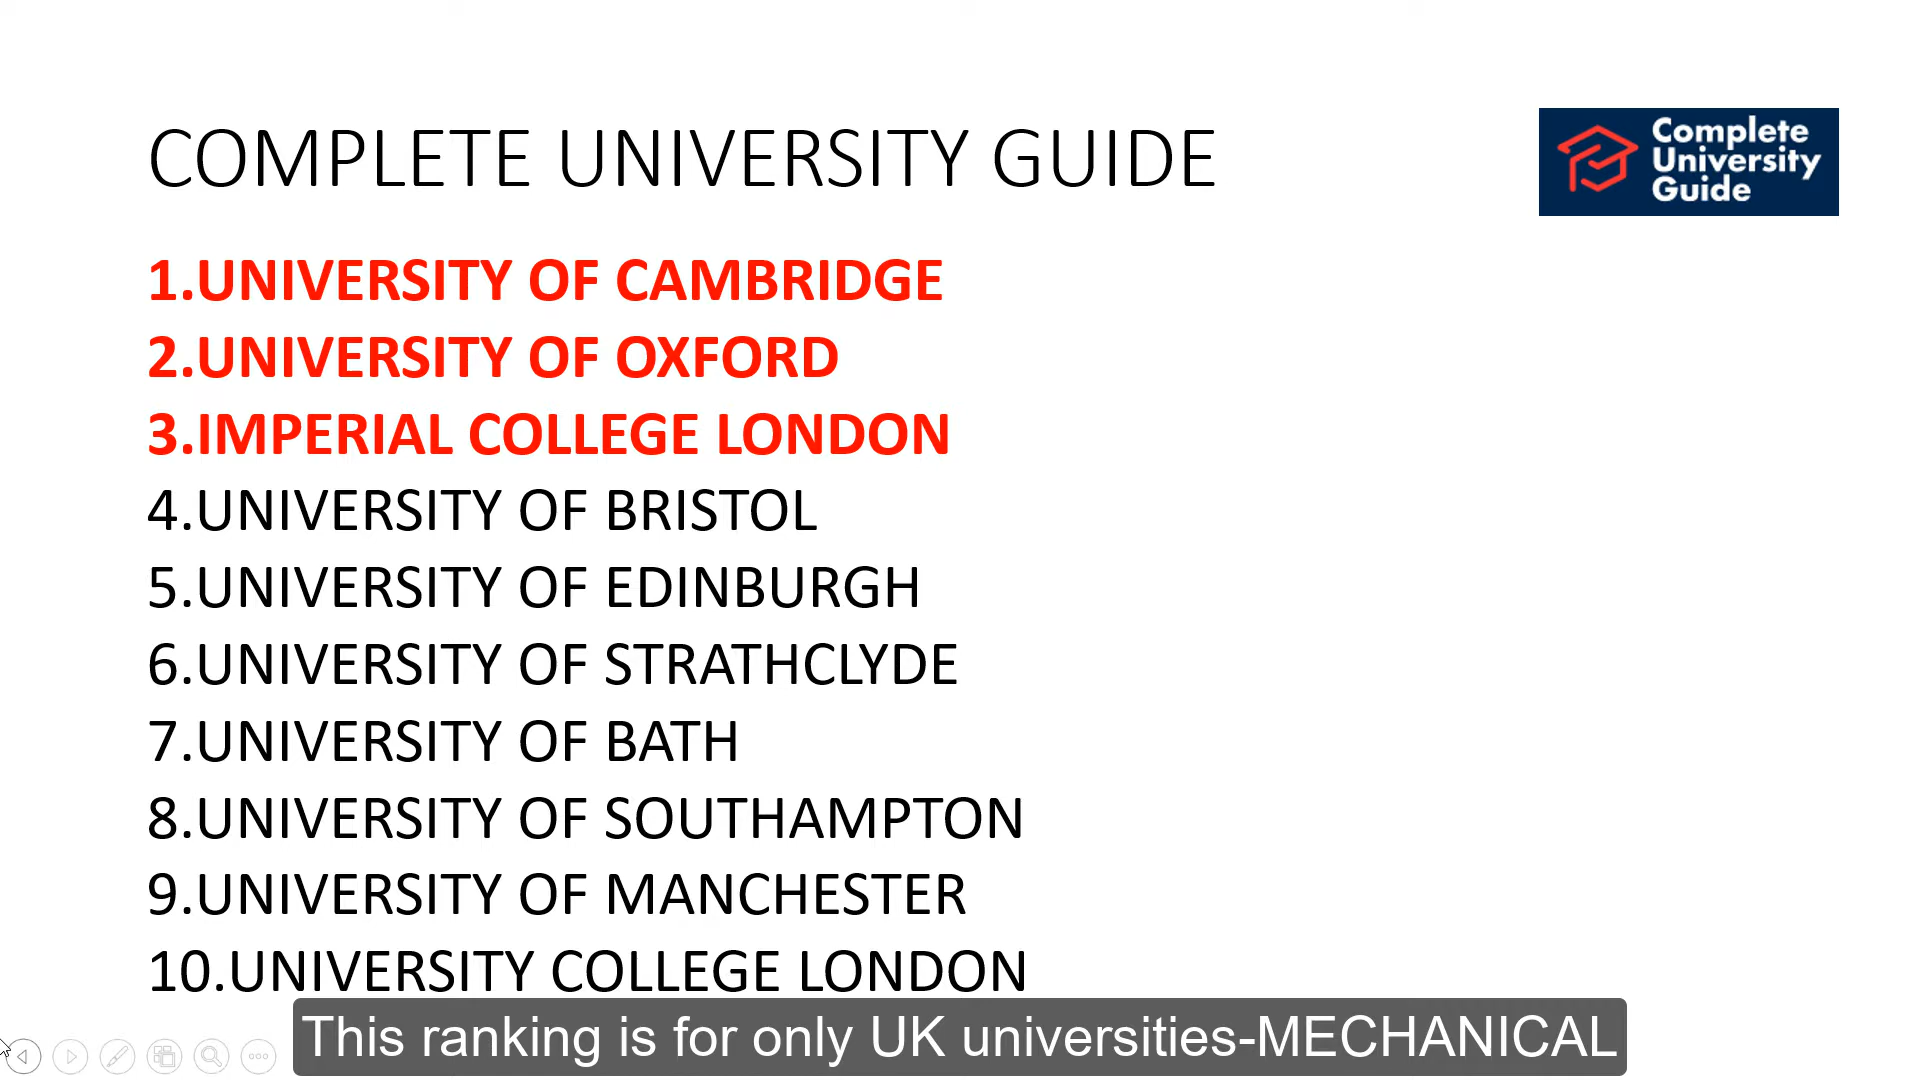 COMPLETE UNIVERSITY GUIDE
Complete
University
Guide
1.UNIVERSITY OF CAMBRIDGE
2.UNIVERSITY OF OXFORD
3.IMPERIAL COLLEGE LONDON
4.UNIVERSITY OF BRISTOL
5.UNIVERSITY OF EDINBURGH
6.UNIVERSITY OF STRATHCLYDE
7.UNIVERSITY OF BATH
8.UNIVERSITY OF SOUTHAMPTON
9.UNIVERSITY OF MANCHESTER
10.UNIVERSITY COLLEGE LONDON
This ranking is for only UK universities-MECHANICAL